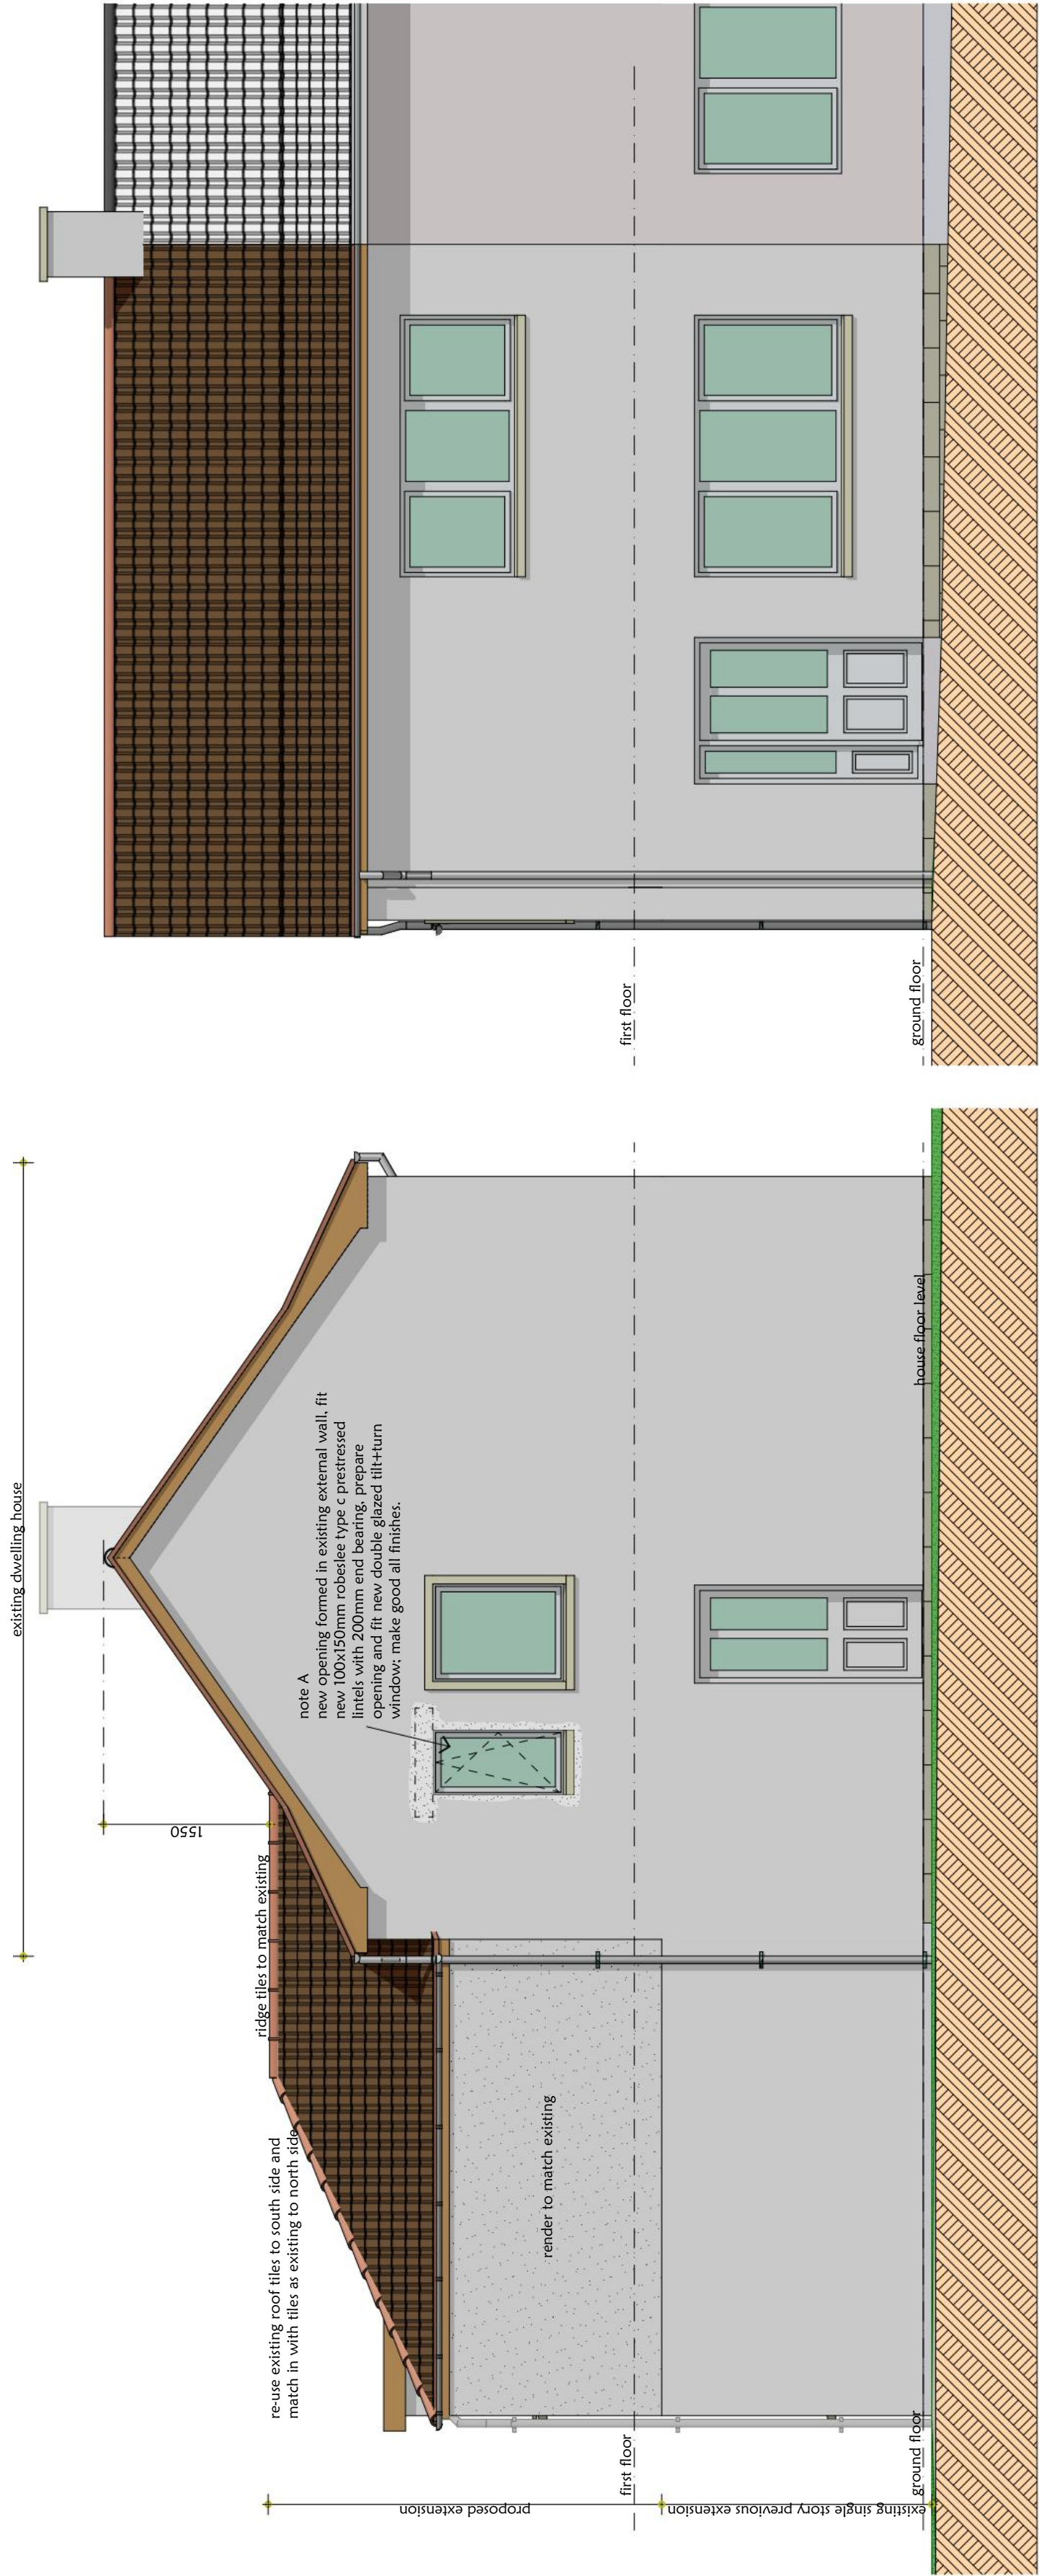 existing dwelling house
note A
new opening formed in existing external wall, fit
new 100x150mm robeslee type c prestressed
lintels with 200mm end bearing, prepare
opening and fit new double glazed tilt+turn
window; make good all finishes.
1550
ridge tiles to match existing
re-use existing roof tiles to south side and
match in with tiles as existing to north side
render to match existing
proposed extension
existing single story previous extension
first floor
ground floor
house floor level
first floor
ground floor